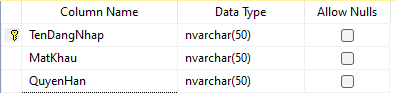 Column Name Data Type Allow Nulls
TenDangNhap nvarchar(50)
MatKhau nvarchar(50)
QuyenHan nvarchar(50)